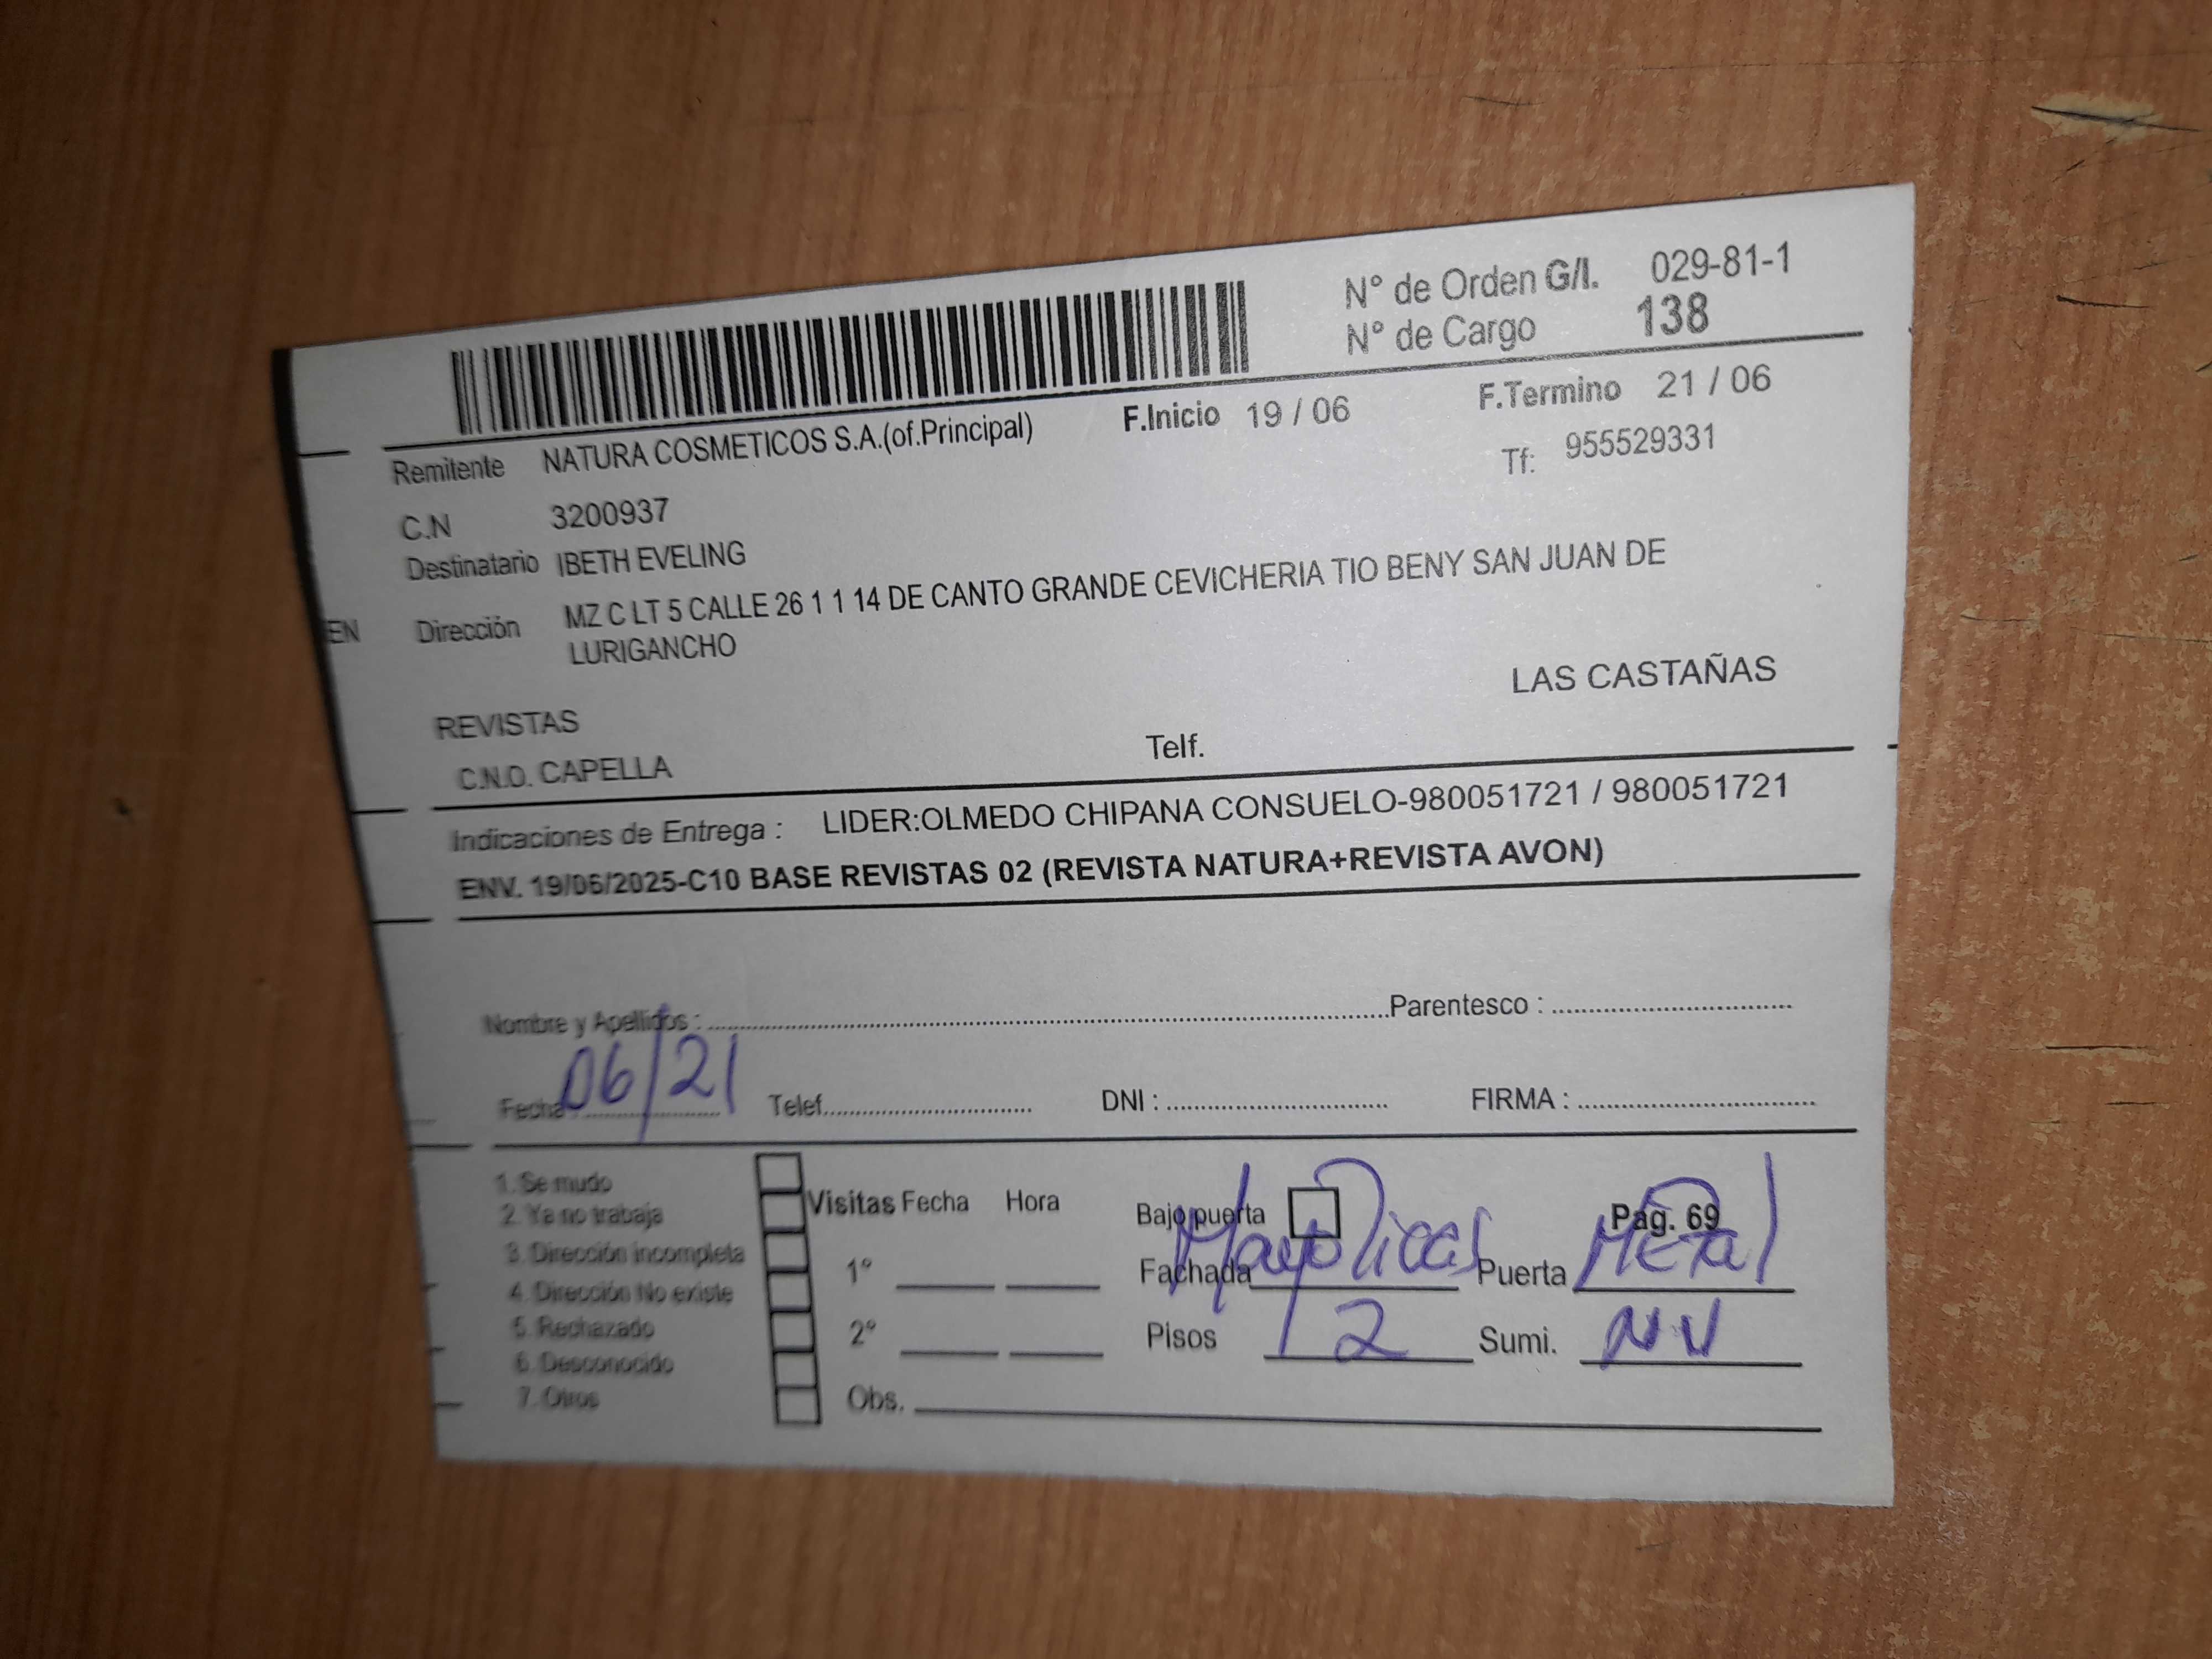 N° de Orden G/I. 029-81-1
N° de Cargo 138
F.Inicio 19 / 06 F.Termino 21 / 06
Remitente NATURA COSMETICOS S.A.(of.Principal) Tf: 955529331
C.N 3200937
Destinatario IBETH EVELING
EN Dirección MZ C LT 5 CALLE 26 1 1 14 DE CANTO GRANDE CEVICHERIA TIO BENY SAN JUAN DE
LURIGANCHO
LAS CASTAÑAS
REVISTAS
C.N.O. CAPELLA Telf.
Indicaciones de Entrega : LIDER:OLMEDO CHIPANA CONSUELO-980051721 / 980051721
ENV. 19/06/2025-C10 BASE REVISTAS 02 (REVISTA NATURA+REVISTA AVON)
Nombre y Apellidos : Parentesco :
Fecha : 06/21 Telef. DNI : FIRMA :
1. Se mudo
2. Ya no trabaja
3. Dirección incompleta
4. Dirección No existe
5. Rechazado
6. Desconocido
7. Otros
Visitas Fecha Hora
1°
2°
Obs.
Bajo puerta Pag. 69
Fachada Mayolicas Puerta Metal
Pisos 2 Sumi. NV